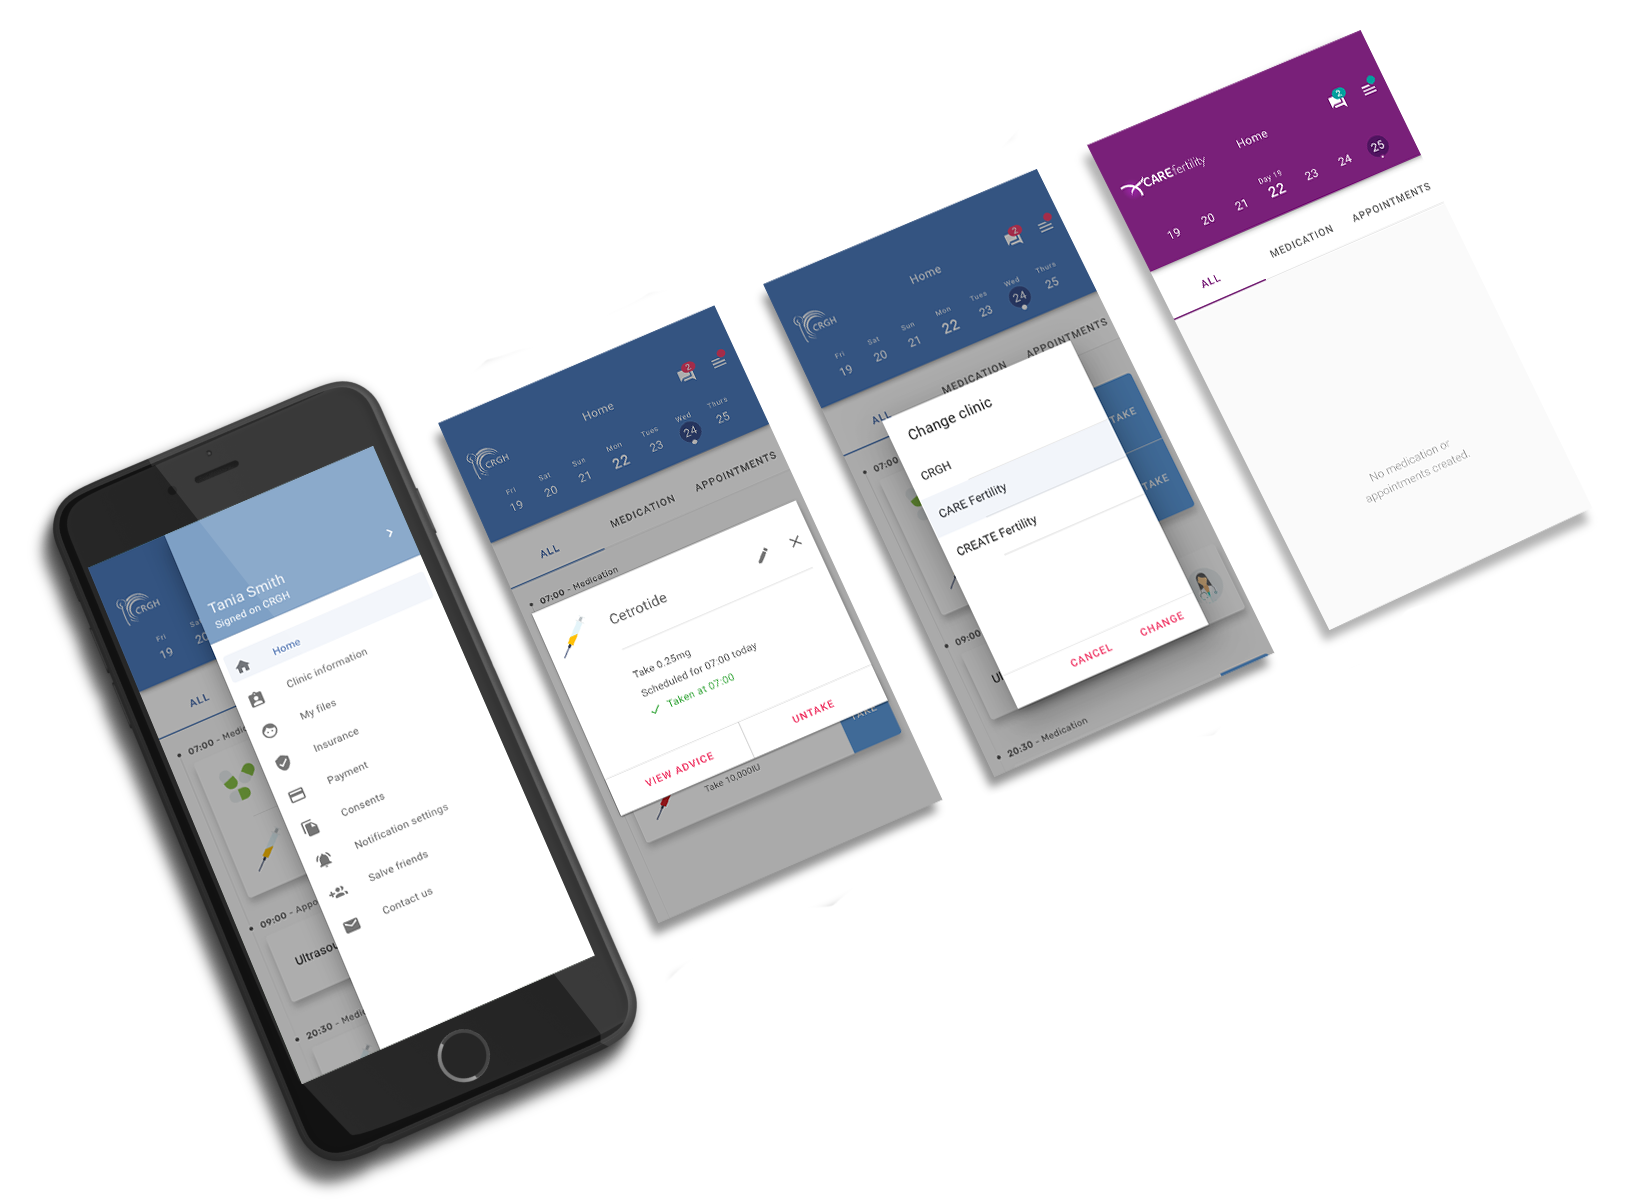 CRGH
Fri
19
Sat
20
ALL
07:00 - Medic
09:00 - Appo
Ultrasou
20:30 - Medi
Tania Smith
Signed on CRGH
Home
Clinic information
My files
Insurance
Payment
Consents
Notification settings
Salve friends
Contact us
2
Home
CRGH
Fri Sat Sun Mon Tues Wed Thurs
19 20 21 22 23 24 25
ALL MEDICATION APPOINTMENTS
07:00 - Medication
Cetrotide
Take 0.25mg
Scheduled for 07:00 today
Taken at 07:00
VIEW ADVICE UNTAKE
TAKE
Take 10,000IU
2
Home
CRGH
Fri Sat Sun Mon Tues Wed Thurs
19 20 21 22 23 24 25
ALL MEDICATION APPOINTMENTS
07:00
TAKE
TAKE
Change clinic
CRGH
CARE Fertility
CREATE Fertility
CANCEL CHANGE
09:00
Ul
20:30 - Medication
2
Home
CAREfertility
Day 19
19 20 21 22 23 24 25
ALL MEDICATION APPOINTMENTS
No medication or
appointments created.